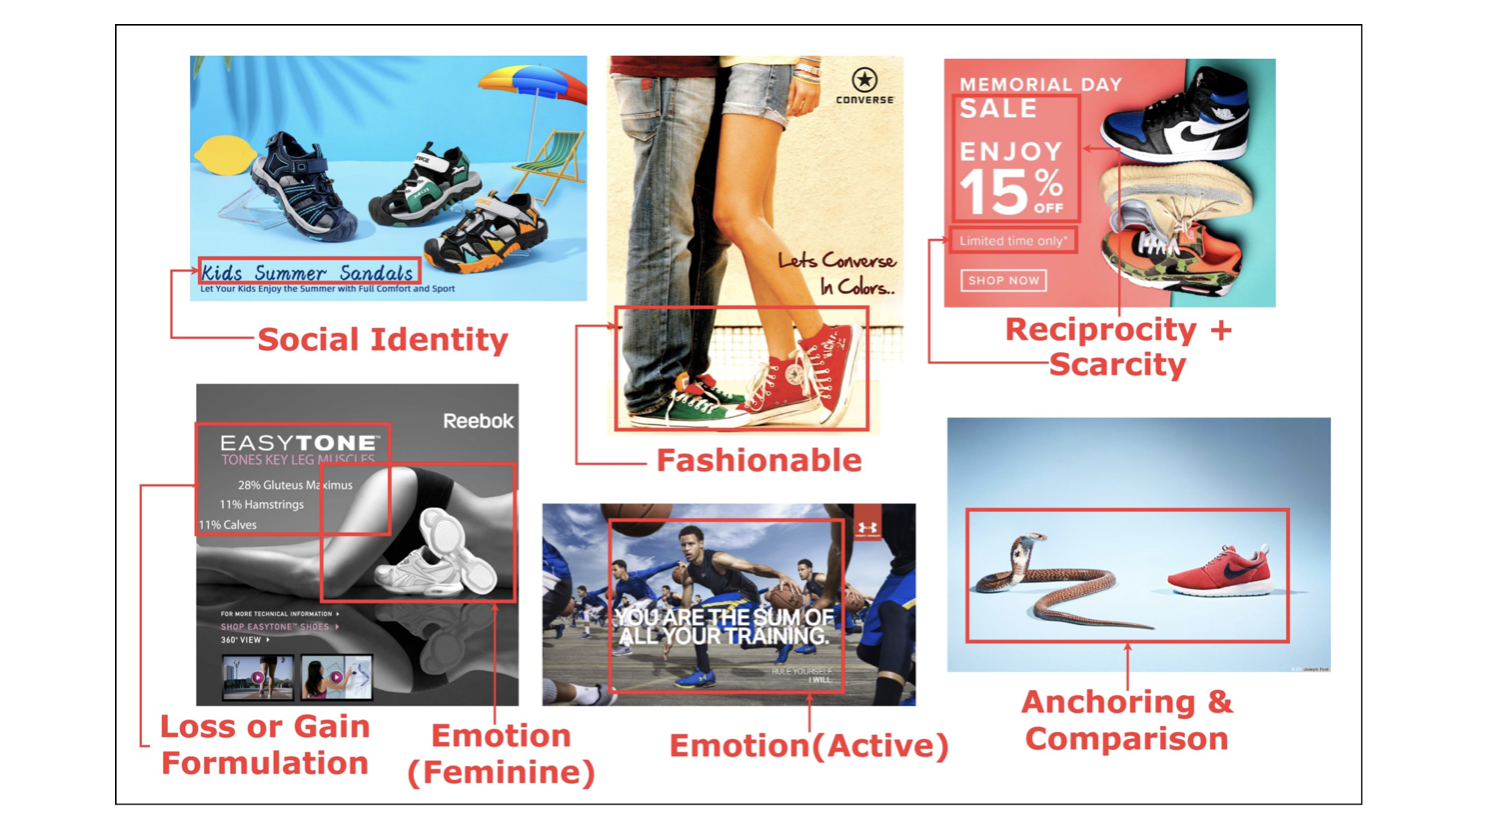 Kids Summer Sandals
Let Your Kids Enjoy the Summer with Full Comfort and Sport
Social Identity
CONVERSE
Lets Converse
In Colors..
Fashionable
MEMORIAL DAY
SALE
ENJOY
15%
OFF
Limited time only*
SHOP NOW
Reciprocity +
Scarcity
Reebok
EASYTONE™
TONES KEY LEG MUSCLES
28% Gluteus Maximus
11% Hamstrings
11% Calves
FOR MORE TECHNICAL INFORMATION
SHOP EASYTONE™ SHOES
360° VIEW
Loss or Gain
Formulation
Emotion
(Feminine)
YOU ARE THE SUM OF
ALL YOUR TRAINING.
RULE YOURSELF
I WILL.
Emotion(Active)
Anchoring &
Comparison